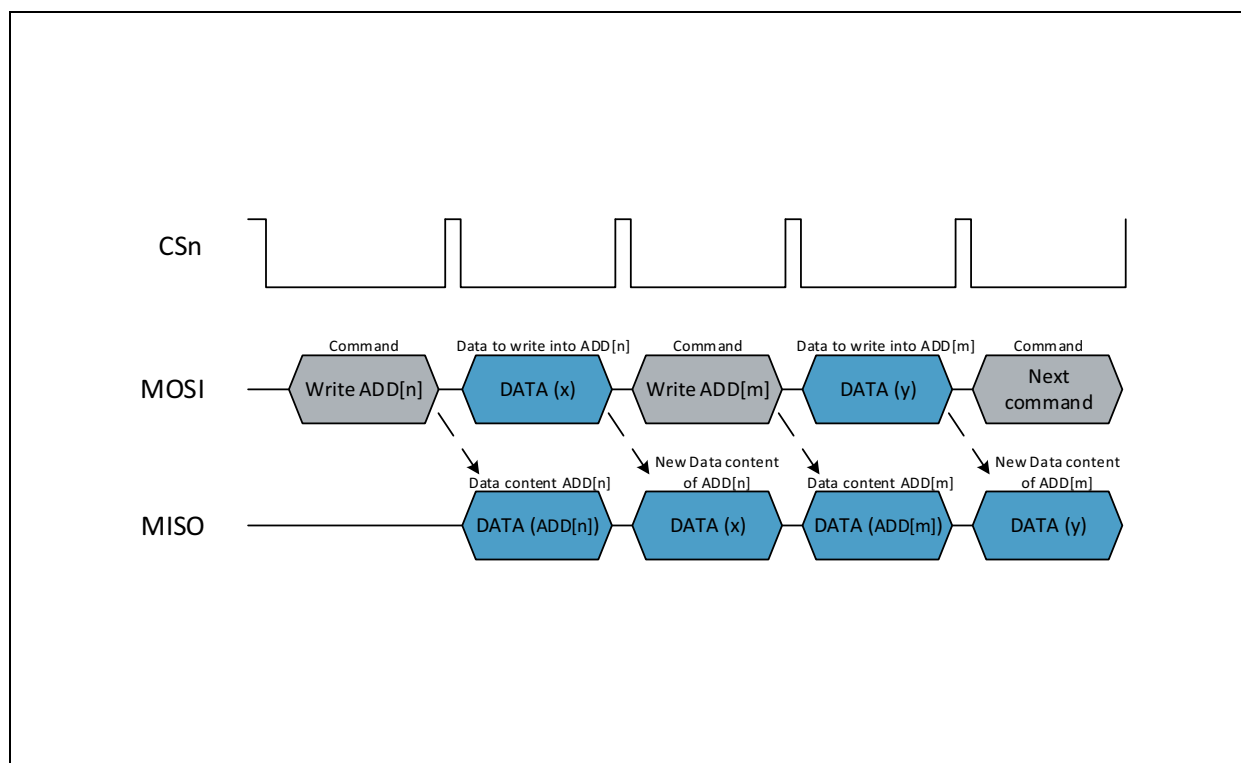 CSn
Command
Data to write into ADD[n]
Command
Data to write into ADD[m]
Command
MOSI
Write ADD[n]
DATA (x)
Write ADD[m]
DATA (y)
Next
command
Data content ADD[n]
New Data content
of ADD[n]
Data content ADD[m]
New Data content
of ADD[m]
MISO
DATA (ADD[n])
DATA (x)
DATA (ADD[m])
DATA (y)